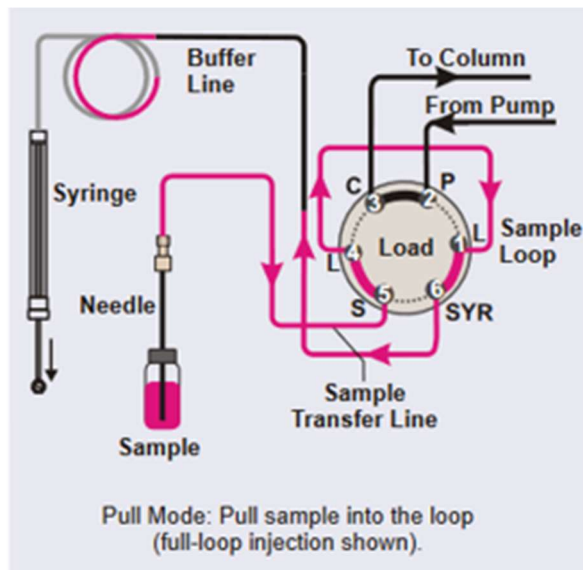 Buffer
Line
To Column
From Pump
Syringe
C
P
3
2
Load
L
4
1
L
Sample
Loop
5
6
S
SYR
Needle
Sample
Transfer Line
Sample
Pull Mode: Pull sample into the loop
(full-loop injection shown).